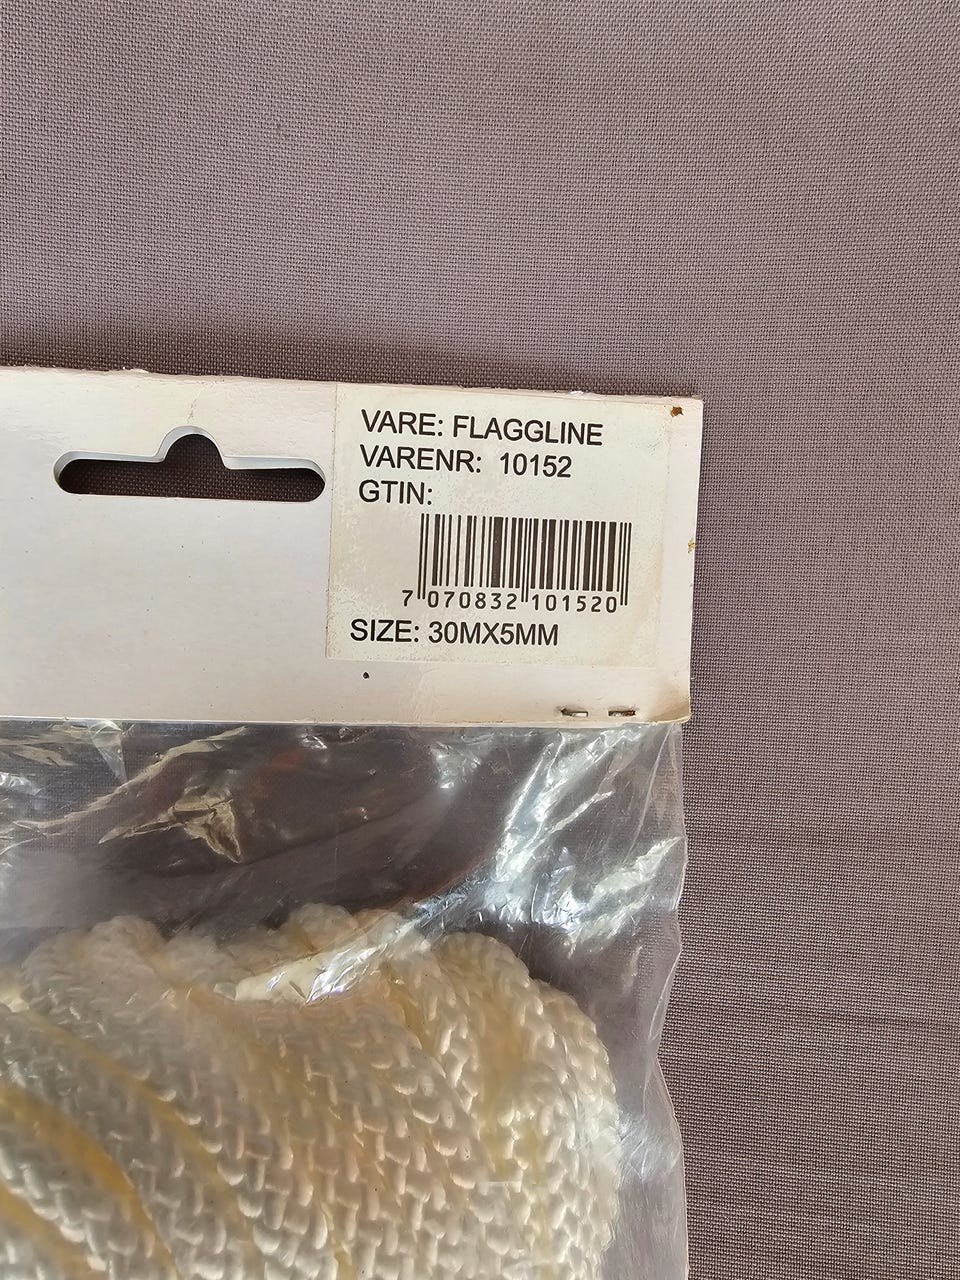 VARE: FLAGGLINE
VARENR: 10152
GTIN:
7 070832 101520
SIZE: 30MX5MM